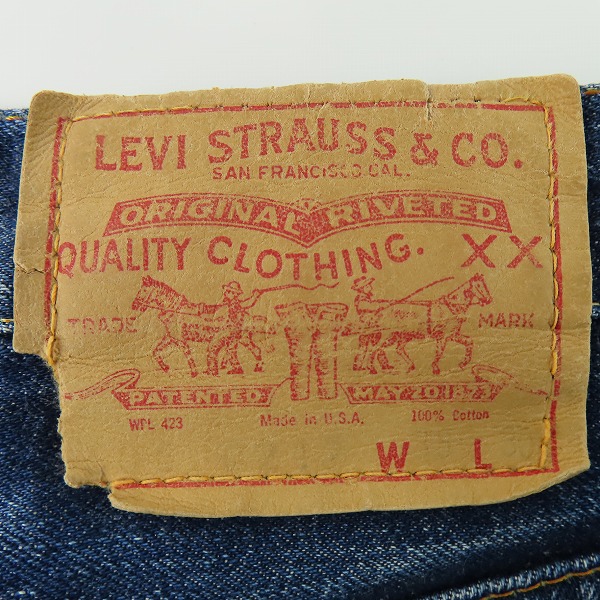 LEVI STRAUSS & CO.
SAN FRANCISCO CAL.
ORIGINAL RIVETED
QUALITY CLOTHING. XX
TRADE MARK
PATENTED MAY 20 1873
WPL 423 Made in U.S.A. 100% Cotton
W L